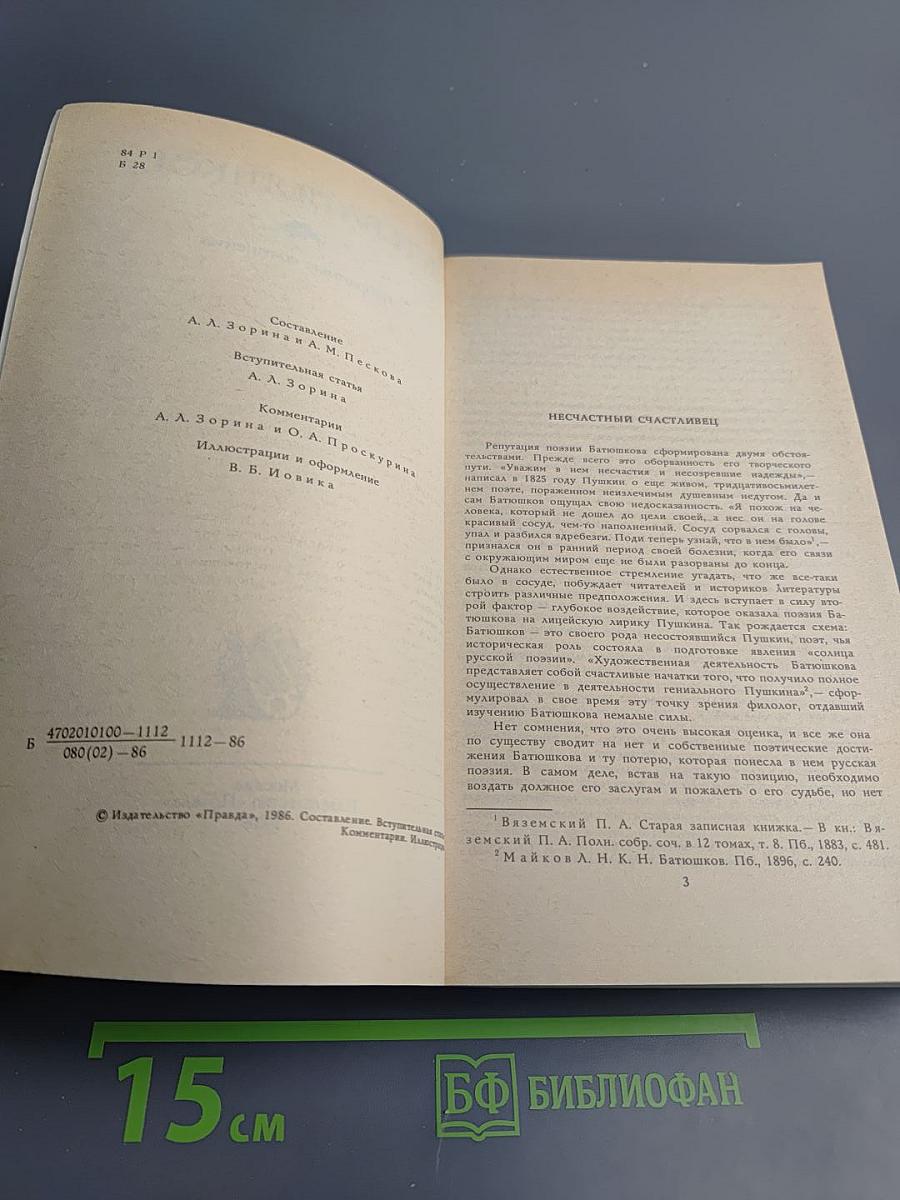 84 Р 1
Б 28
Составление
А. Л. Зорина и А. М. Пескова
Вступительная статья
А. Л. Зорина
Комментарии
А. Л. Зорина и О. А. Проскурина
Иллюстрации и оформление
В. Б. Иовика
Б 4702010100—1112
080(02)—86 1112—86
© Издательство «Правда», 1986. Составление. Вступительная
Комментарии.
НЕСЧАСТНЫЙ СЧАСТЛИВЕЦ
Репутация поэзии Батюшкова сформирована двумя обстоя-
тельствами. Прежде всего это оборванность его творческого
пути. «Уважим в нем несчастия и несозревшие надежды»,—
написал в 1825 году Пушкин о еще живом, тридцативосьмилет-
нем поэте, пораженном неизлечимым душевным недугом. Да и
сам Батюшков ощущал свою недосказанность. «Я похож на че-
ловека, который не дошел до цели своей, а нес он на голове
красивый сосуд, чем-то наполненный. Сосуд сорвался с головы,
упал и разбился вдребезги. Поди теперь узнай, что в нем было»¹,—
признался он в ранний период своей болезни, когда его связи
с окружающим миром еще не были разорваны до конца.
Однако естественное стремление угадать, что же все-таки
было в сосуде, побуждает читателей и историков литературы
строить различные предположения. И здесь вступает в силу вто-
рой фактор — глубокое воздействие, которое оказала поэзия Ба-
тюшкова на лицейскую лирику Пушкина. Так рождается схема:
Батюшков — это своего рода несостоявшийся Пушкин, поэт, чья
историческая роль состояла в подготовке явления «солнца
русской поэзии». «Художественная деятельность Батюшкова
представляет собой счастливые начатки того, что получило полное
осуществление в деятельности гениального Пушкина»²,— сфор-
мулировал в свое время эту точку зрения филолог, отдавший
изучению Батюшкова немалые силы.
Нет сомнения, что это очень высокая оценка, и все же она
по существу сводит на нет и собственные поэтические дости-
жения Батюшкова и ту потерю, которая понесла в нем русская
поэзия. В самом деле, встав на такую позицию, необходимо
воздать должное его заслугам и пожалеть о его судьбе, но нет
¹ Вяземский П. А. Старая записная книжка.— В кн.: Вя-
земский П. А. Полн. собр. соч. в 12 томах, т. 8. Пб., 1883, с. 481.
² Майков Л. Н. К. Н. Батюшков. Пб., 1896, с. 240.
3
15 см
БФ БИБЛИОФАН